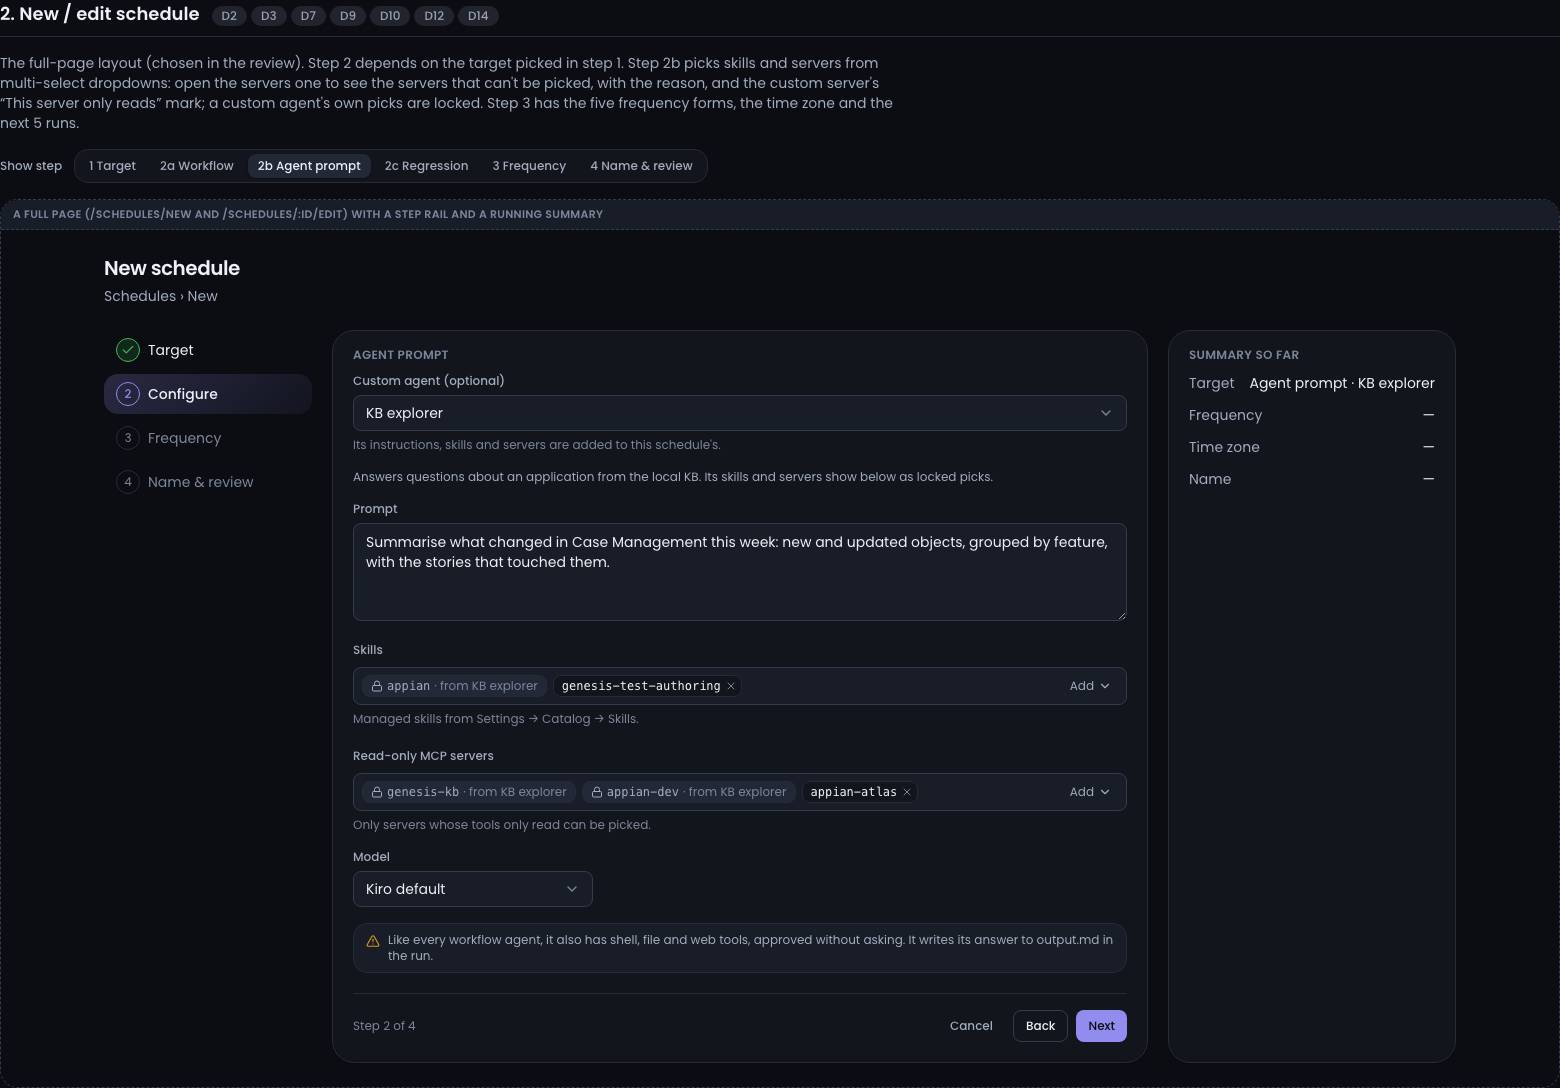 2. New / edit schedule D2 D3 D7 D9 D10 D12 D14
The full-page layout (chosen in the review). Step 2 depends on the target picked in step 1. Step 2b picks skills and servers from
multi-select dropdowns: open the servers one to see the servers that can't be picked, with the reason, and the custom server's
“This server only reads” mark; a custom agent's own picks are locked. Step 3 has the five frequency forms, the time zone and the
next 5 runs.
Show step 1 Target 2a Workflow 2b Agent prompt 2c Regression 3 Frequency 4 Name & review
A FULL PAGE (/SCHEDULES/NEW AND /SCHEDULES/:ID/EDIT) WITH A STEP RAIL AND A RUNNING SUMMARY
New schedule
Schedules › New
Target
2 Configure
3 Frequency
4 Name & review
AGENT PROMPT
Custom agent (optional)
KB explorer
Its instructions, skills and servers are added to this schedule's.
Answers questions about an application from the local KB. Its skills and servers show below as locked picks.
Prompt
Summarise what changed in Case Management this week: new and updated objects, grouped by feature,
with the stories that touched them.
Skills
appian · from KB explorer genesis-test-authoring × Add
Managed skills from Settings → Catalog → Skills.
Read-only MCP servers
genesis-kb · from KB explorer appian-dev · from KB explorer appian-atlas × Add
Only servers whose tools only read can be picked.
Model
Kiro default
Like every workflow agent, it also has shell, file and web tools, approved without asking. It writes its answer to output.md in
the run.
Step 2 of 4 Cancel Back Next
SUMMARY SO FAR
Target Agent prompt · KB explorer
Frequency —
Time zone —
Name —